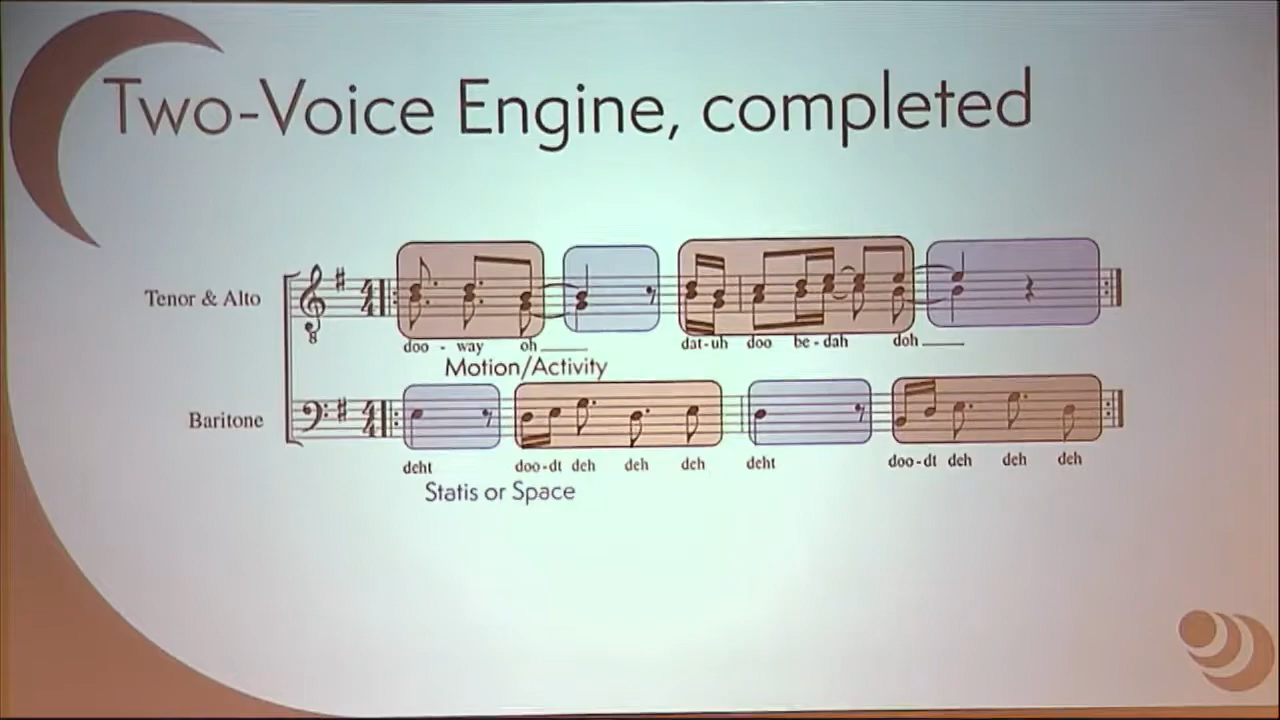 Two-Voice Engine, completed
Tenor & Alto
8
doo - way oh dat-uh doo be-dah doh
Motion/Activity
Baritone
deht doo-dt deh deh deh deht doo-dt deh deh deh
Statis or Space